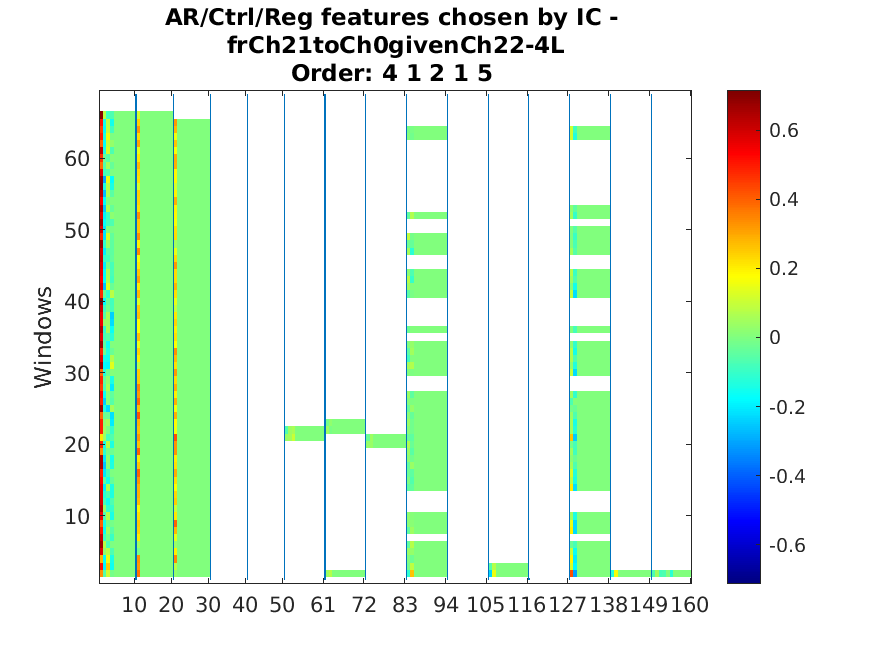 AR/Ctrl/Reg features chosen by IC -
frCh21toCh0givenCh22-4L
Order: 4 1 2 1 5
Windows
60
50
40
30
20
10
10 20 30 40 50 61 72 83 94 105 116 127 138 149 160
0.6
0.4
0.2
0
-0.2
-0.4
-0.6